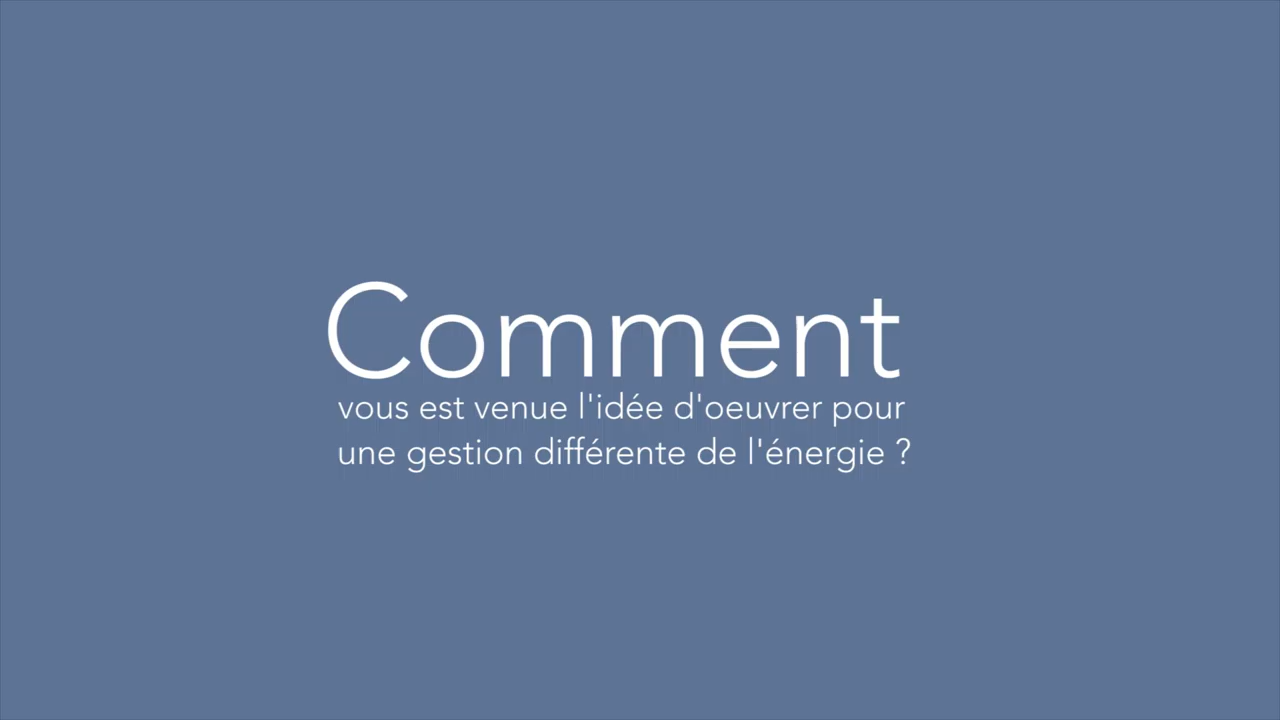 Comment
vous est venue l'idée d'oeuvrer pour
une gestion différente de l'énergie ?